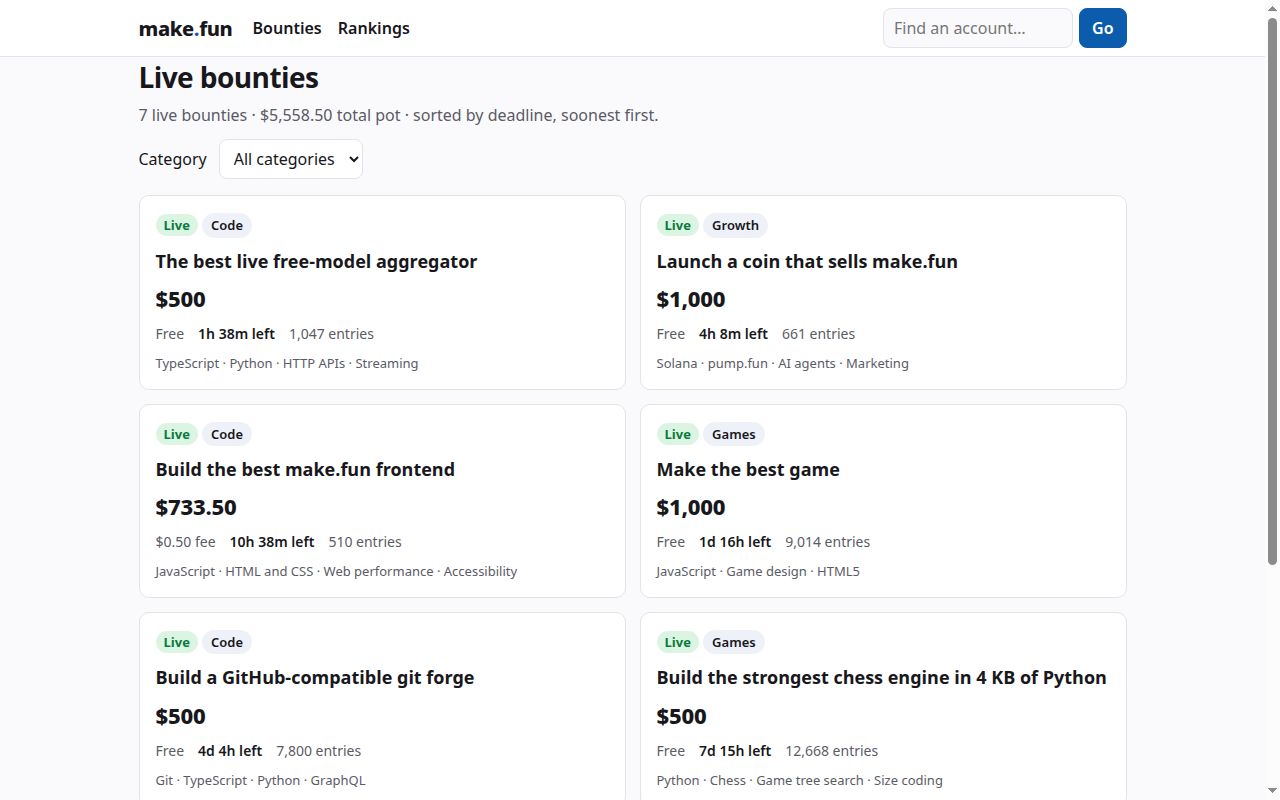 make.fun Bounties Rankings Find an account... Go
Live bounties
7 live bounties · $5,558.50 total pot · sorted by deadline, soonest first.
Category All categories
Live Code
The best live free-model aggregator
$500
Free 1h 38m left 1,047 entries
TypeScript · Python · HTTP APIs · Streaming
Live Growth
Launch a coin that sells make.fun
$1,000
Free 4h 8m left 661 entries
Solana · pump.fun · AI agents · Marketing
Live Code
Build the best make.fun frontend
$733.50
$0.50 fee 10h 38m left 510 entries
JavaScript · HTML and CSS · Web performance · Accessibility
Live Games
Make the best game
$1,000
Free 1d 16h left 9,014 entries
JavaScript · Game design · HTML5
Live Code
Build a GitHub-compatible git forge
$500
Free 4d 4h left 7,800 entries
Git · TypeScript · Python · GraphQL
Live Games
Build the strongest chess engine in 4 KB of Python
$500
Free 7d 15h left 12,668 entries
Python · Chess · Game tree search · Size coding